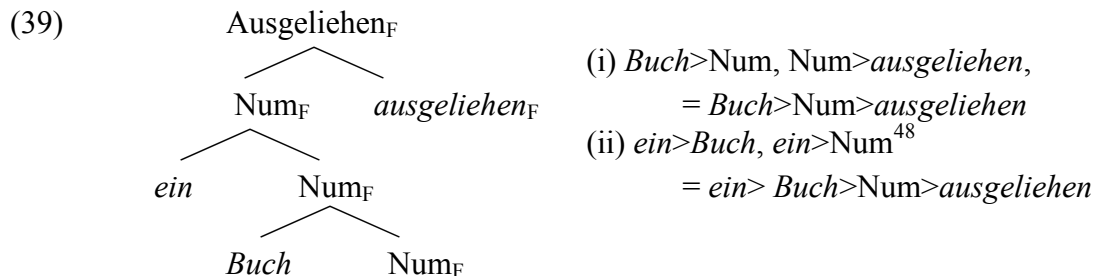 (39) Ausgeliehen_F
(i) Buch>Num, Num>ausgeliehen,
Num_F ausgeliehen_F
= Buch>Num>ausgeliehen
(ii) ein>Buch, ein>Num^48
ein Num_F
= ein> Buch>Num>ausgeliehen
Buch Num_F